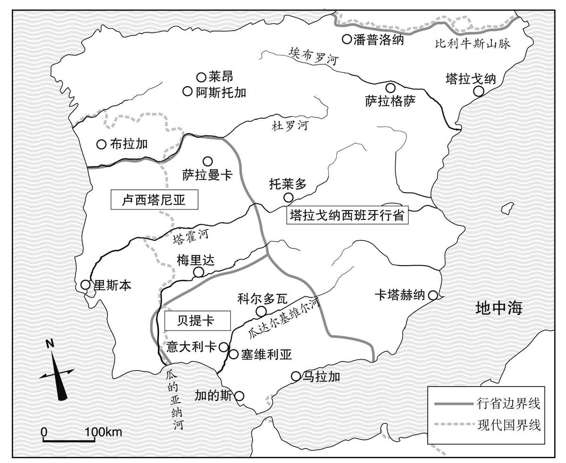 潘普洛纳
比利牛斯山脉
埃布罗河
莱昂
阿斯托加
萨拉格萨
塔拉戈纳
杜罗河
布拉加
萨拉曼卡
托莱多
卢西塔尼亚
塔拉戈纳西班牙行省
塔霍河
梅里达
里斯本
科尔多瓦
卡塔赫纳
地中海
贝提卡
瓜达尔基维尔河
意大利卡
塞维利亚
瓜的亚纳河
马拉加
加的斯
N
0 100km
行省边界线
现代国界线